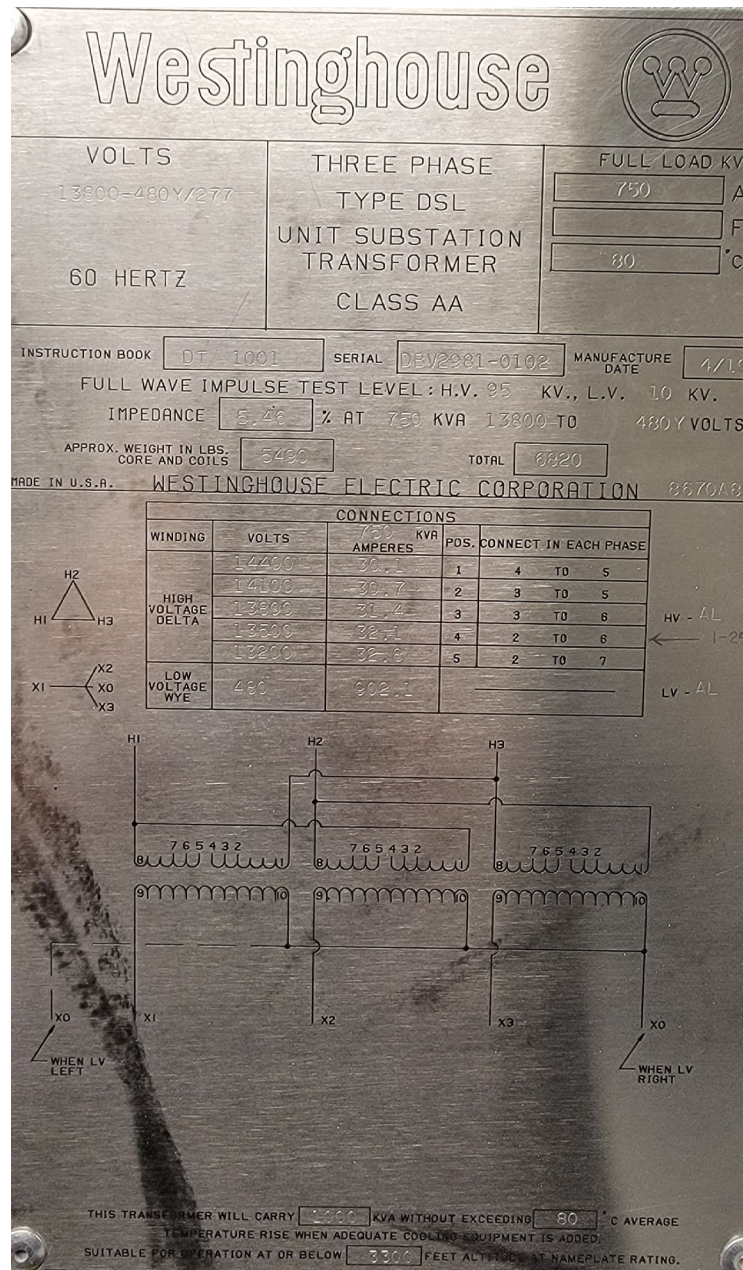 Westinghouse
W
VOLTS
13800-480Y/277
60 HERTZ
THREE PHASE
TYPE DSL
UNIT SUBSTATION
TRANSFORMER
CLASS AA
FULL LOAD KV
750 A
F
80 °C
INSTRUCTION BOOK DT 1001 SERIAL DBV2981-0102 MANUFACTURE DATE 4/1
FULL WAVE IMPULSE TEST LEVEL: H.V. 95 KV., L.V. 10 KV.
IMPEDANCE 5.46 % AT 750 KVA 13800 TO 480Y VOLTS
APPROX. WEIGHT IN LBS.
CORE AND COILS 5490 TOTAL 6820
MADE IN U.S.A. WESTINGHOUSE ELECTRIC CORPORATION 8670A8
CONNECTIONS
WINDING VOLTS 750 KVA AMPERES POS. CONNECT IN EACH PHASE
HIGH VOLTAGE DELTA
14400 30.1 1 4 TO 5
14100 30.7 2 3 TO 5
13800 31.4 3 3 TO 6
13500 32.1 4 2 TO 6
13200 32.8 5 2 TO 7
LOW VOLTAGE WYE 480 902.1
H2
H1 H3
X2
X1 X0
X3
HV - AL
LV - AL
H1 H2 H3
8 7 6 5 4 3 2 1 8 7 6 5 4 3 2 1 8 7 6 5 4 3 2 1
9 10 9 10 9 10
X0 X1 X2 X3 X0
WHEN LV
LEFT
WHEN LV
RIGHT
THIS TRANSFORMER WILL CARRY 1000 KVA WITHOUT EXCEEDING 80 °C AVERAGE
TEMPERATURE RISE WHEN ADEQUATE COOLING EQUIPMENT IS ADDED.
SUITABLE FOR OPERATION AT OR BELOW 3300 FEET ALTITUDE AT NAMEPLATE RATING.